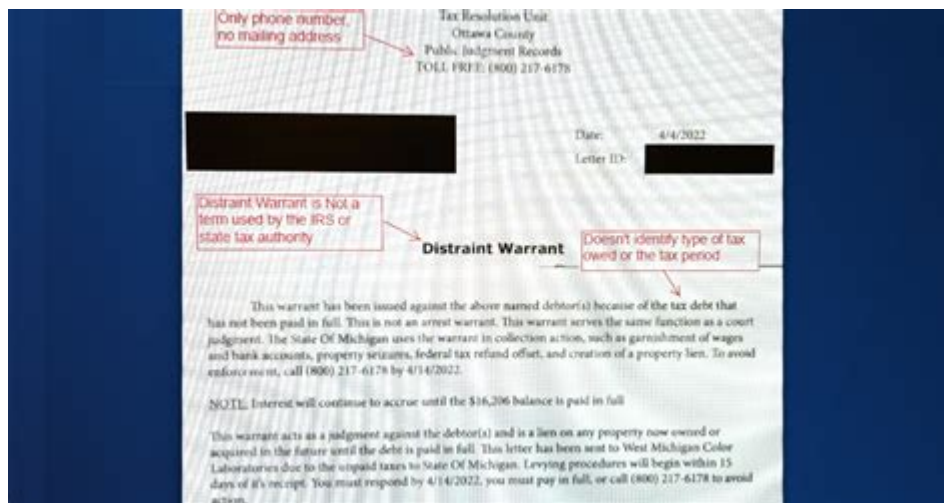 Only phone number,
no mailing address
Tax Resolution Unit
Ottawa County
Public Judgment Records
TOLL FREE: (800) 217-6178
Date: 4/4/2022
Letter ID:
Distraint Warrant is Not a
term used by the IRS or
state tax authority
Distraint Warrant
Doesn't identify type of tax
owed or the tax period
This warrant has been issued against the above named debtor(s) because of the tax debt that
has not been paid in full. This is not an arrest warrant. This warrant serves the same function as a court
judgment. The State Of Michigan uses the warrant in collection action, such as garnishment of wages
and bank accounts, property seizures, federal tax refund offset, and creation of a property lien. To avoid
enforcement, call (800) 217-6178 by 4/14/2022.
NOTE: Interest will continue to accrue until the $16,206 balance is paid in full
This warrant acts as a judgment against the debtor(s) and is a lien on any property now owned or
acquired in the future until the debt is paid in full. This letter has been sent to West Michigan Color
Laboratories due to the unpaid taxes to State Of Michigan. Levying procedures will begin within 15
days of it's receipt. You must respond by 4/14/2022, you must pay in full, or call (800) 217-6178 to avoid
action.